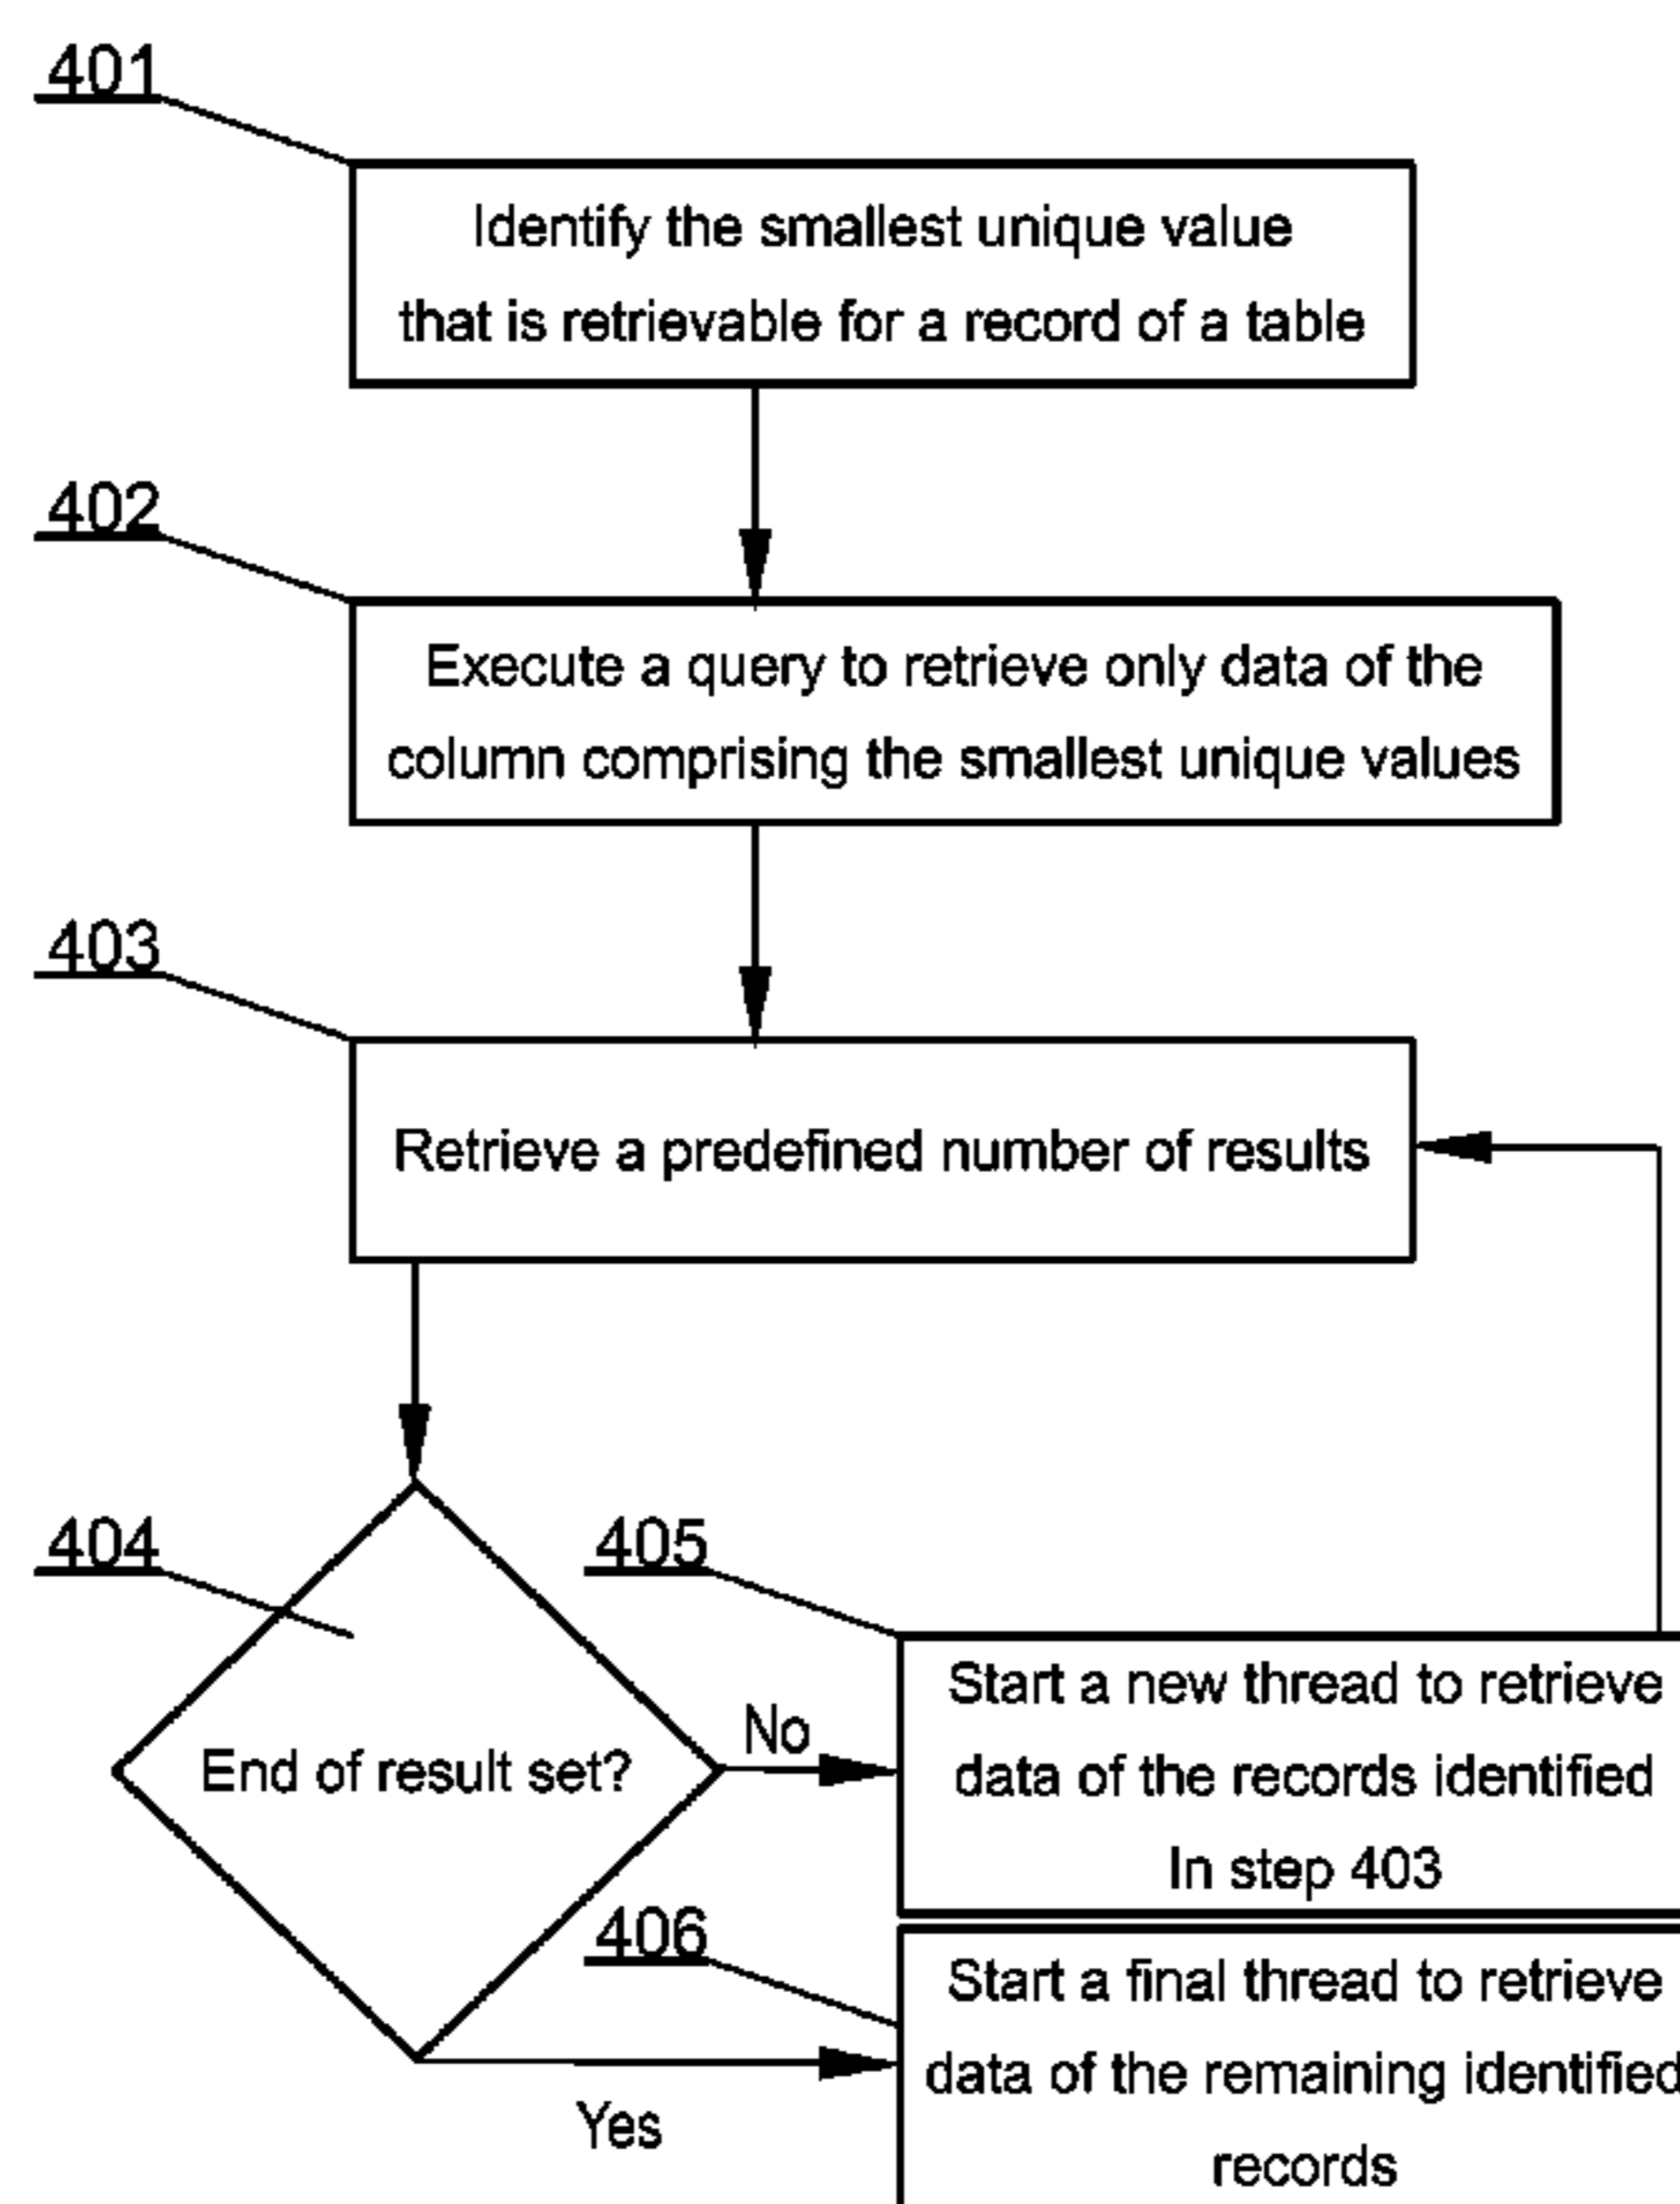 401
Identify the smallest unique value
that is retrievable for a record of a table
402
Execute a query to retrieve only data of the
column comprising the smallest unique values
403
Retrieve a predefined number of results
404
End of result set?
No
405
Start a new thread to retrieve
data of the records identified
In step 403
Yes
406
Start a final thread to retrieve
data of the remaining identified
records